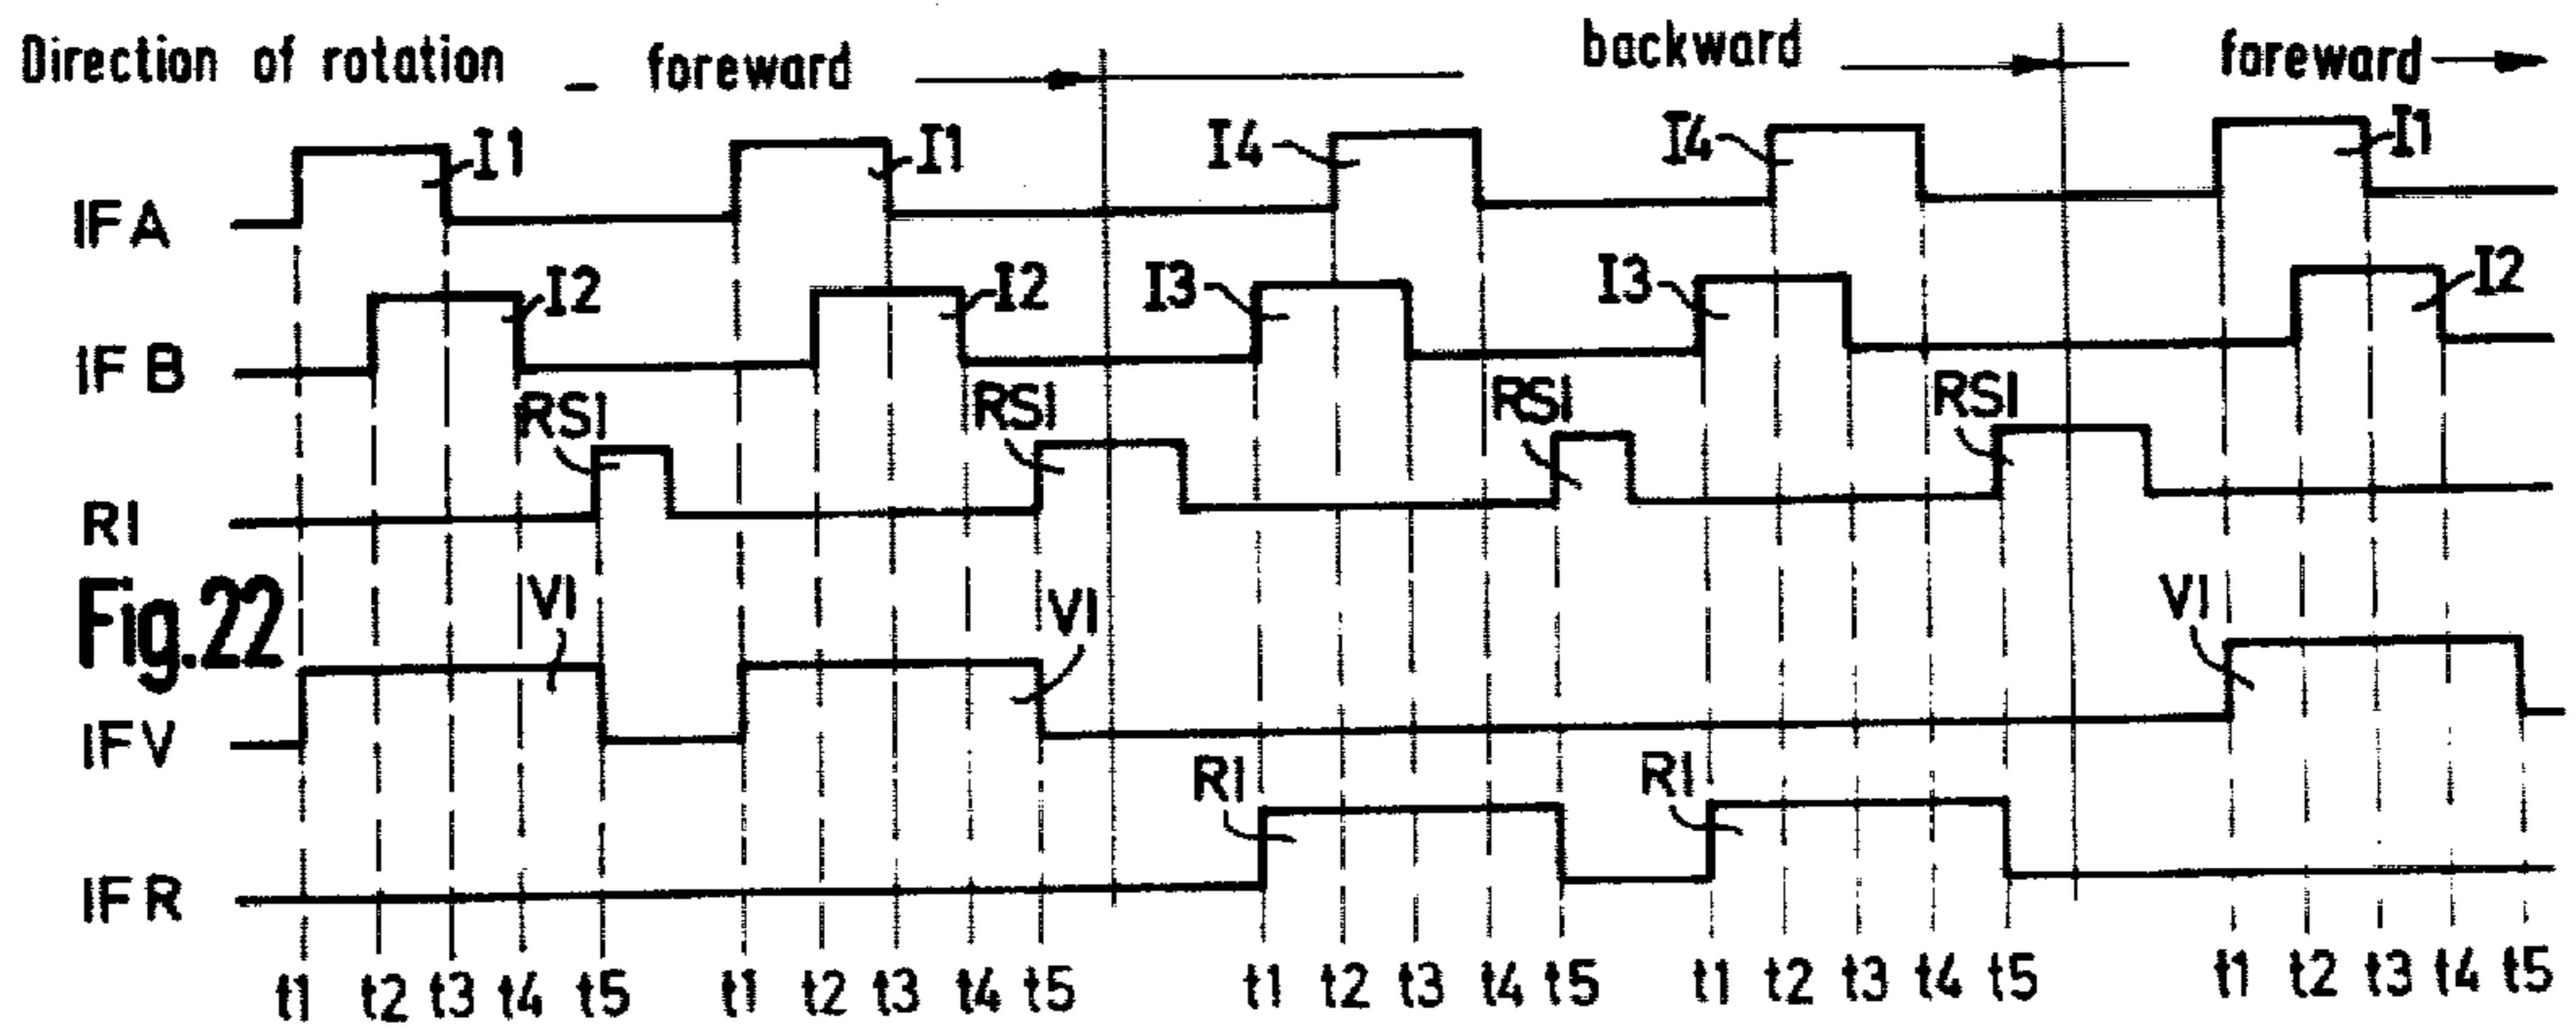 Direction of rotation _ foreward backward foreward
I1 I1 I4 I4 I1
IFA
I2 I2 I3 I3 I2
IF B
RSI RSI RSI RSI
RI
Fig.22
VI VI VI
IFV
RI RI
IFR
t1 t2 t3 t4 t5 t1 t2 t3 t4 t5 t1 t2 t3 t4 t5 t1 t2 t3 t4 t5 t1 t2 t3 t4 t5